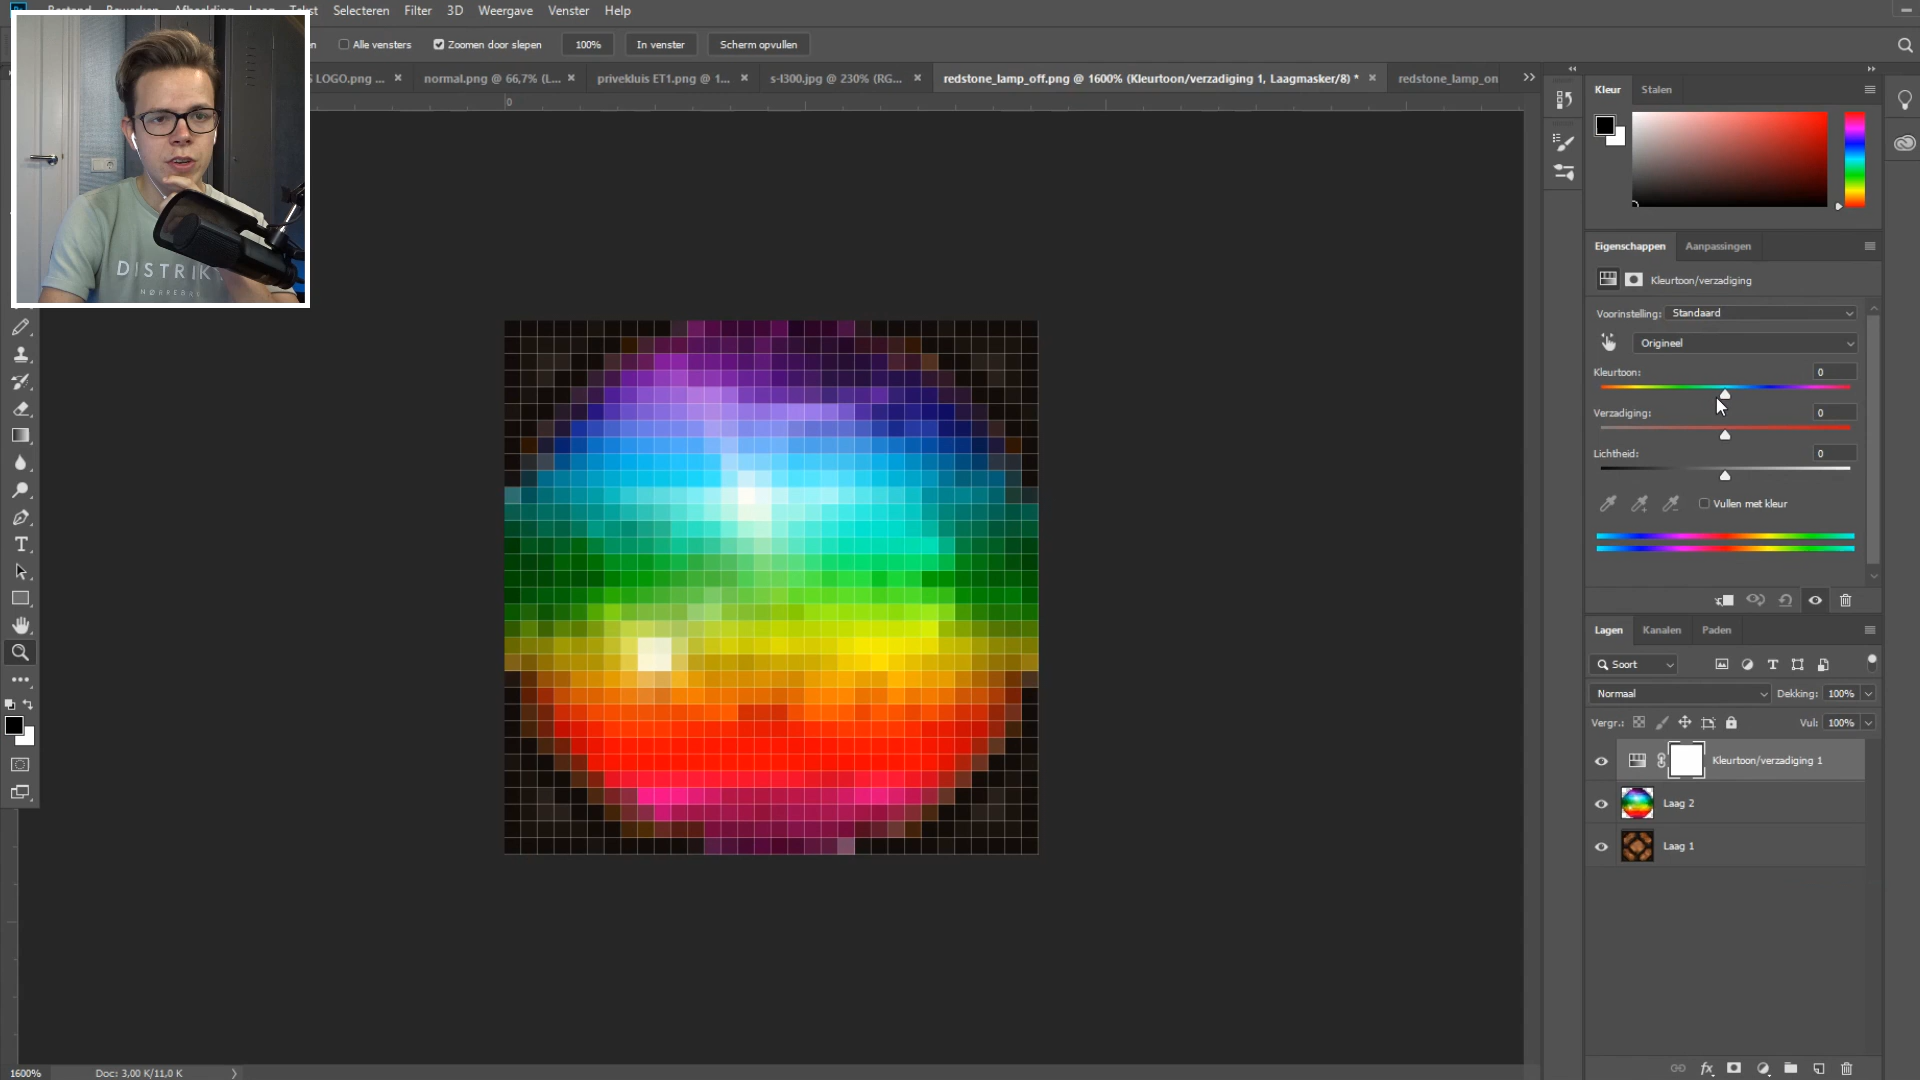 Selecteren Filter 3D Weergave Venster Help
Alle vensters Zoomen door slepen 100% In venster Scherm opvullen
LOGO.png ... × normal.png @ 66,7% (L... × privekluis ET1.png @ 1... × s-l300.jpg @ 230% (RG... × redstone_lamp_off.png @ 1600% (Kleurtoon/verzadiging 1, Laagmasker/8) * × redstone_lamp_on
0
Kleur Stalen
DISTRIK
Eigenschappen Aanpassingen
Kleurtoon/verzadiging
Voorinstelling: Standaard
Origineel
Kleurtoon: 0
Verzadiging: 0
Lichtheid: 0
Vullen met kleur
Lagen Kanalen Paden
Soort
Normaal Dekking: 100%
Vergr.: Vul: 100%
Kleurtoon/verzadiging 1
Laag 2
Laag 1
1600% Doc: 3,00 K/11,0 K